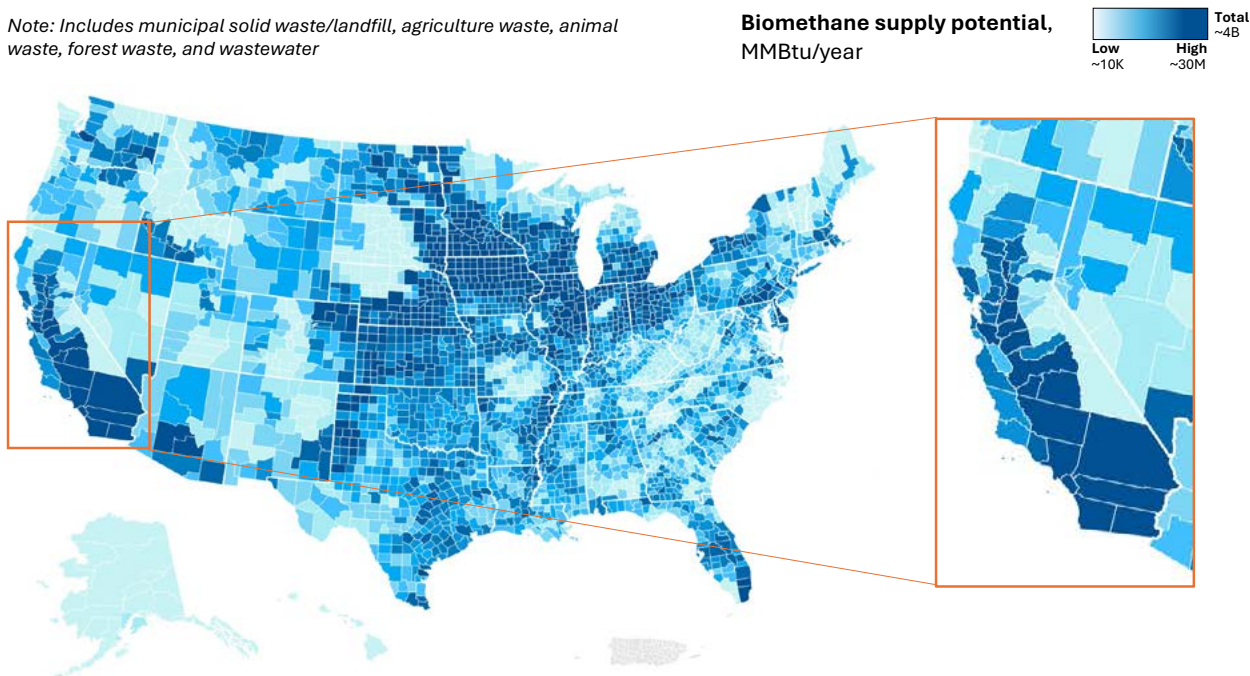 Note: Includes municipal solid waste/landfill, agriculture waste, animal
waste, forest waste, and wastewater
Biomethane supply potential,
MMBtu/year
Total
~4B
Low
~10K
High
~30M